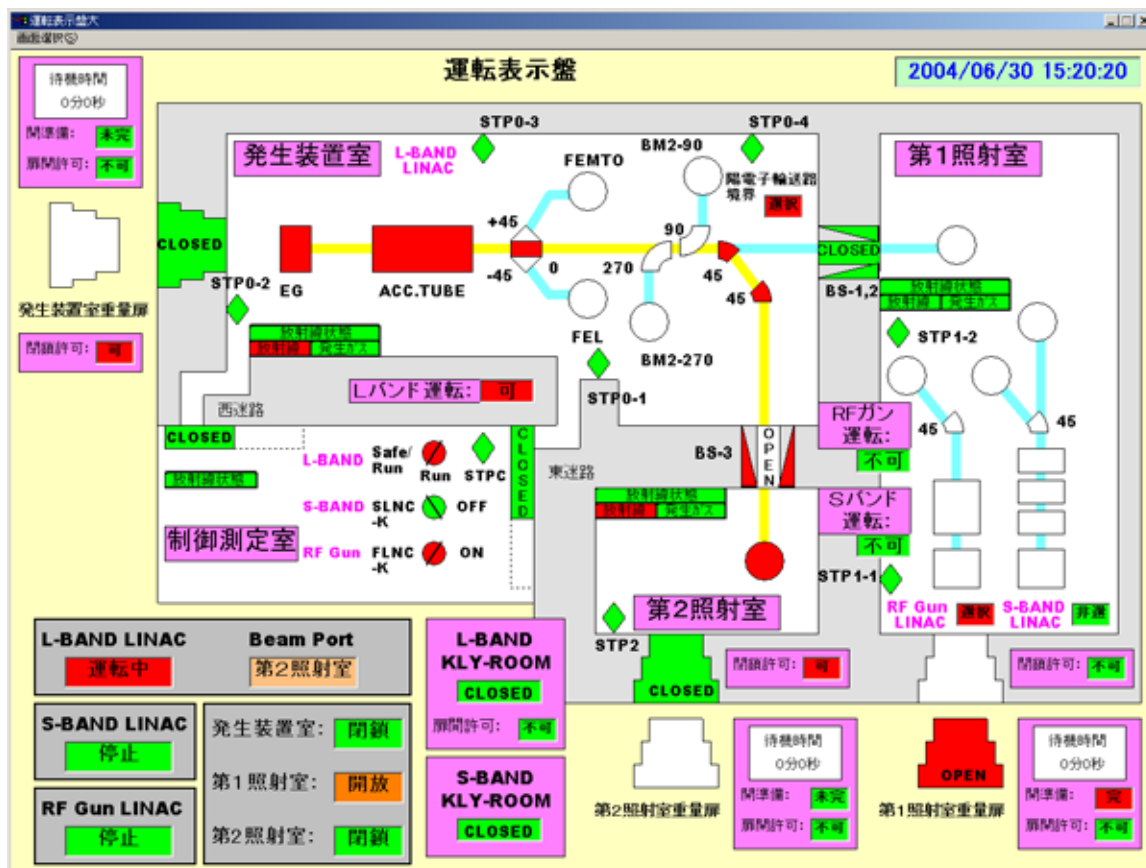 運転表示盤大
画面選択(S)
運転表示盤
2004/06/30 15:20:20
待機時間
0分0秒
開準備: 未完
扉開許可: 不可
発生装置室重量扉
閉鎖許可: 可
CLOSED
STP0-3
STP0-4
発生装置室
L-BAND
LINAC
FEMTO
BM2-90
陽電子輸送路
境界
選択
第1照射室
+45
-45
0
90
270
45
45
CLOSED
BS-1,2
STP0-2
EG
ACC.TUBE
FEL
BM2-270
放射線状態
放射線 発生ガス
放射線状態
放射線 発生ガス
STP1-2
Lバンド運転: 可
STP0-1
西迷路
東迷路
CLOSED
CLOSED
放射線状態
L-BAND
Safe/
Run
Run
STPC
S-BAND
SLNC
-K
OFF
RF Gun
FLNC
-K
ON
制御測定室
BS-3
OPEN
RFガン
運転:
不可
Sバンド
運転:
不可
45
45
放射線状態
放射線 発生ガス
STP1-1
第2照射室
STP2
CLOSED
閉鎖許可: 可
RF Gun
LINAC
選択
S-BAND
LINAC
非選
閉鎖許可: 不可
L-BAND LINAC
運転中
Beam Port
第2照射室
S-BAND LINAC
停止
RF Gun LINAC
停止
発生装置室: 閉鎖
第1照射室: 開放
第2照射室: 閉鎖
L-BAND
KLY-ROOM
CLOSED
扉開許可: 不可
S-BAND
KLY-ROOM
CLOSED
第2照射室重量扉
待機時間
0分0秒
開準備: 未完
扉開許可: 不可
OPEN
第1照射室重量扉
待機時間
0分0秒
開準備: 完
扉開許可: 不可